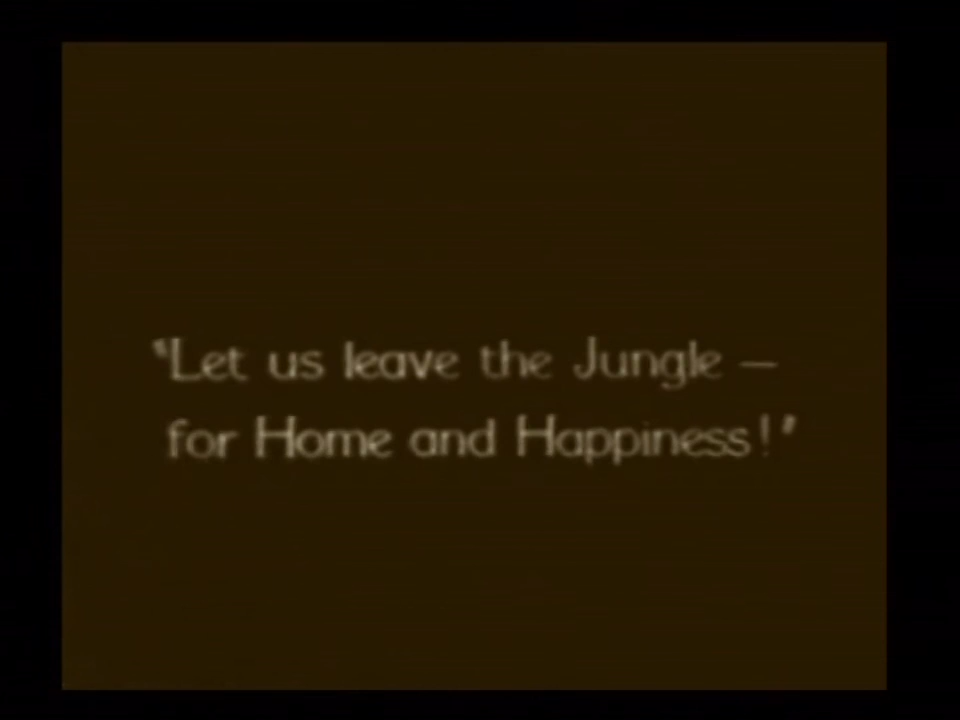 “Let us leave the Jungle —
for Home and Happiness!”